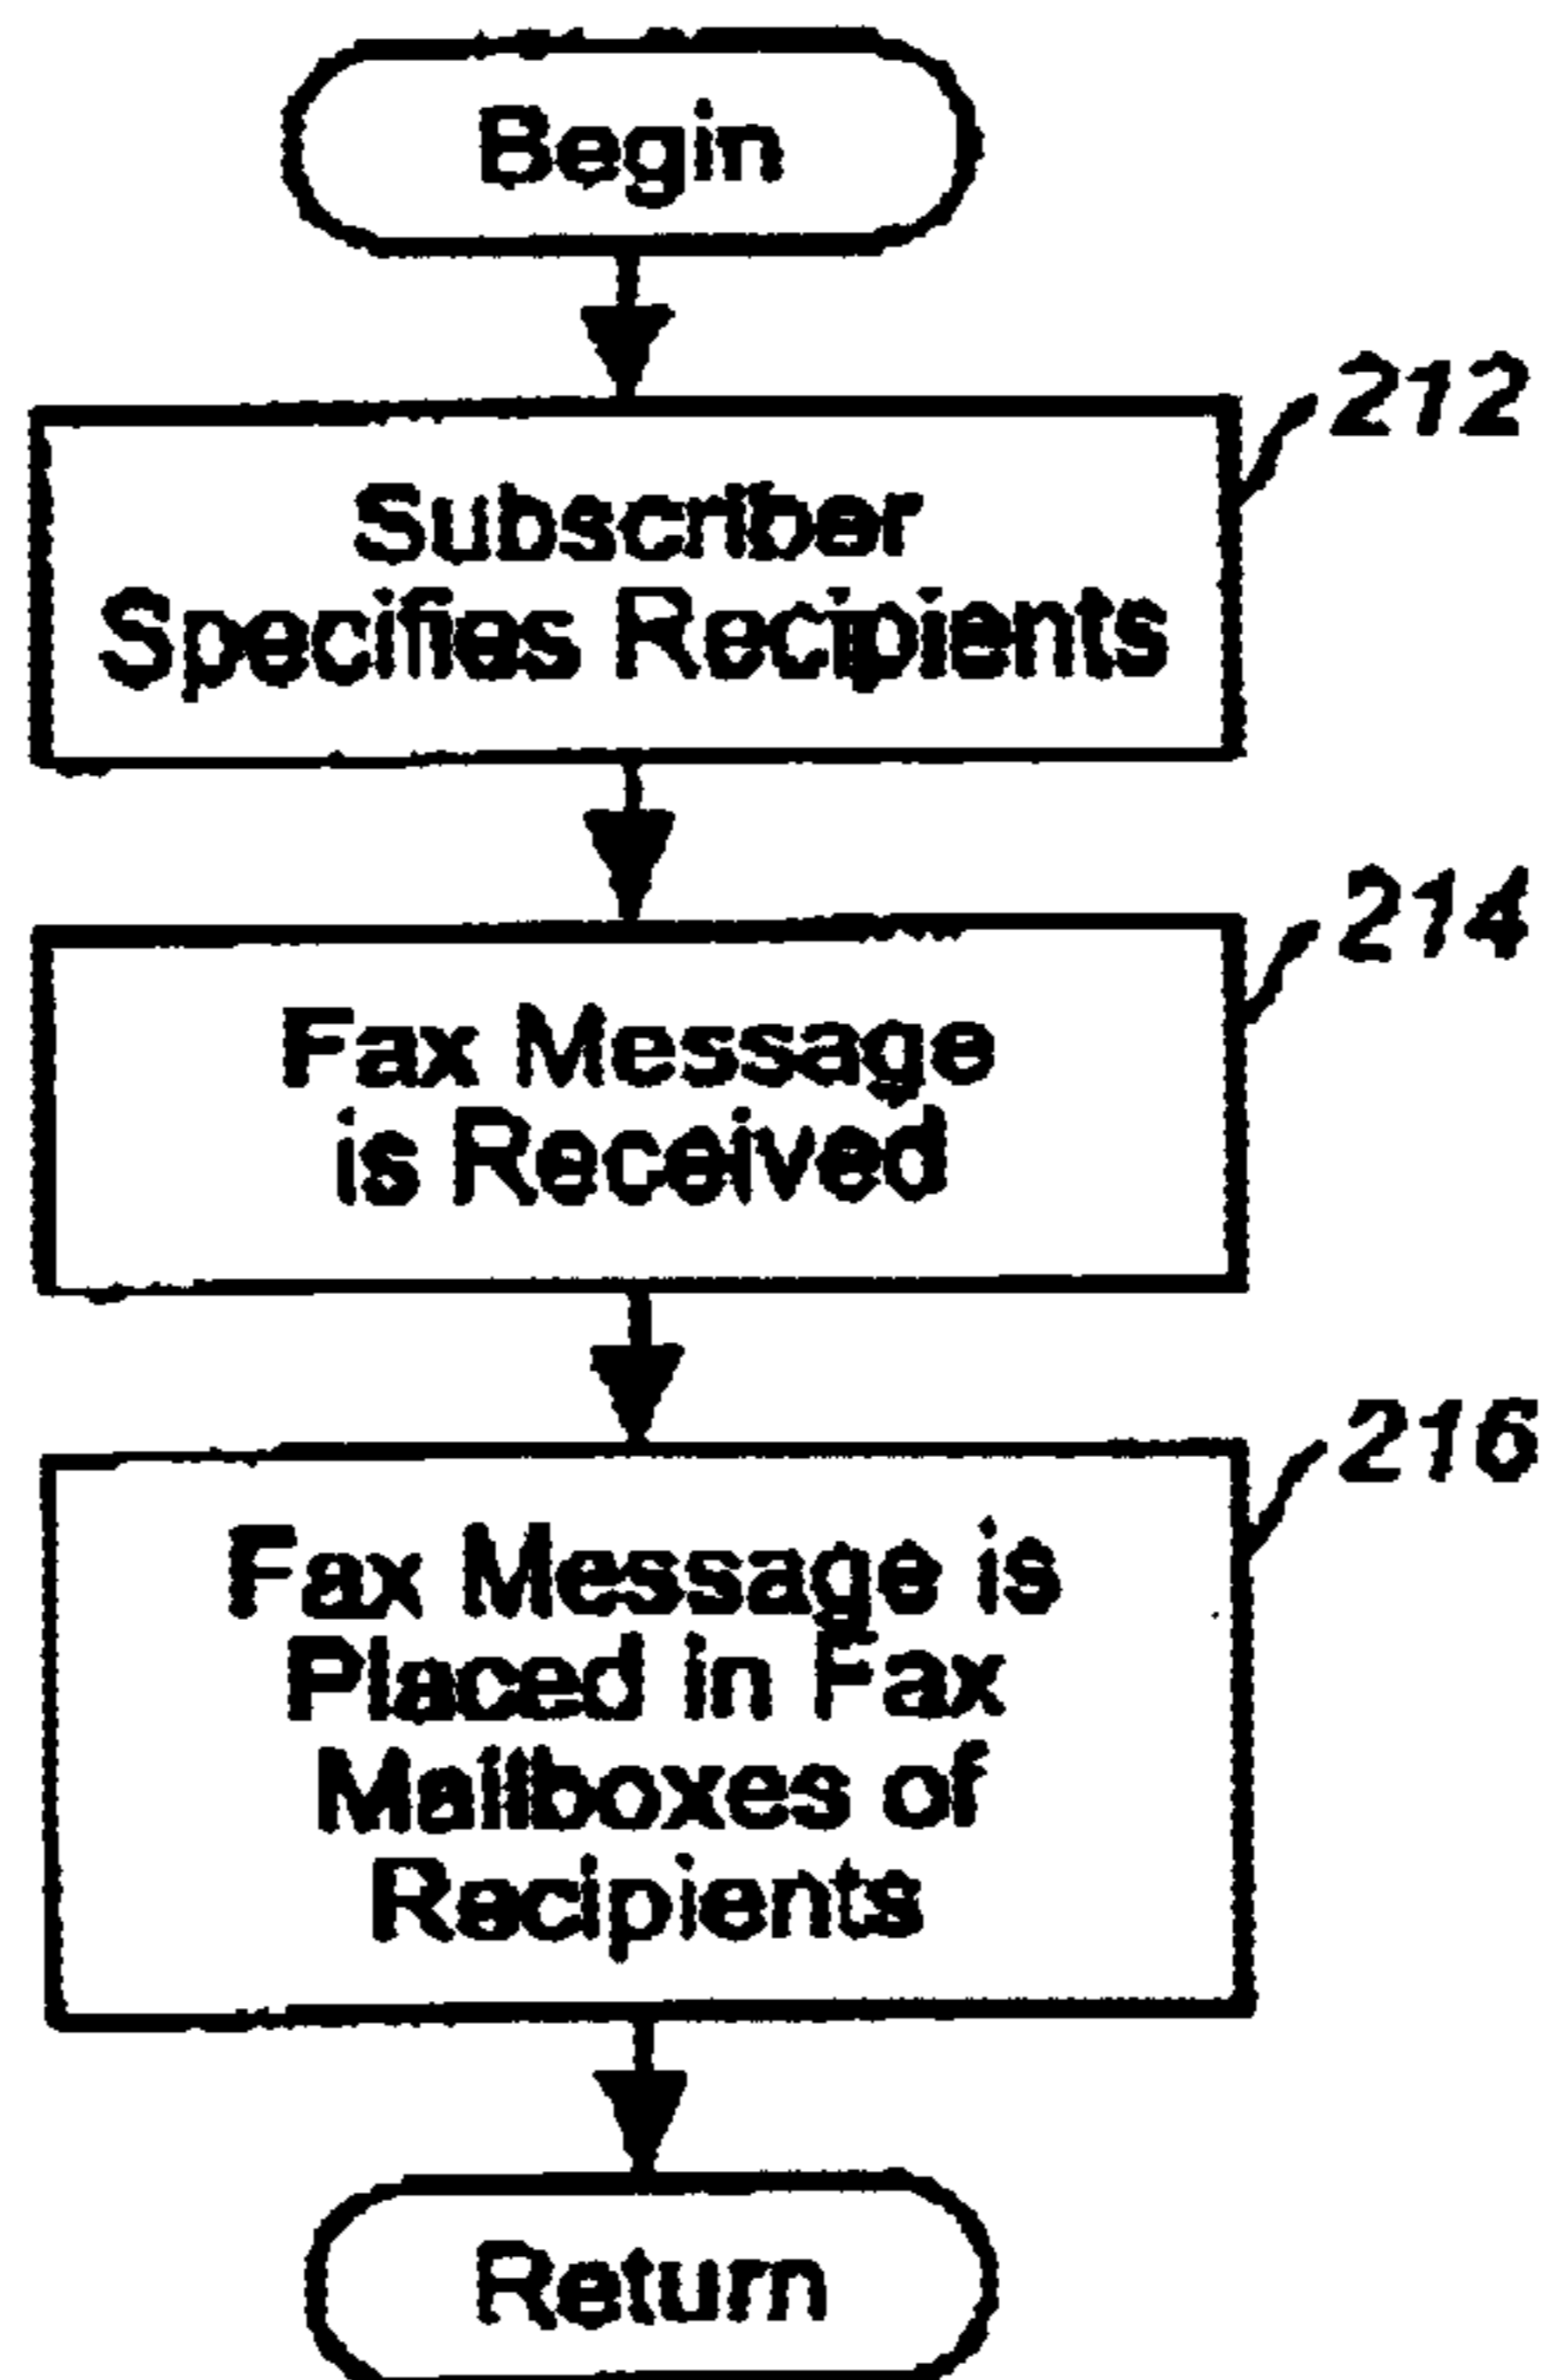 Begin
212
Subscriber
Specifies Recipients
214
Fax Message
is Received
216
Fax Message is
Placed in Fax
Mailboxes of
Recipients
Return